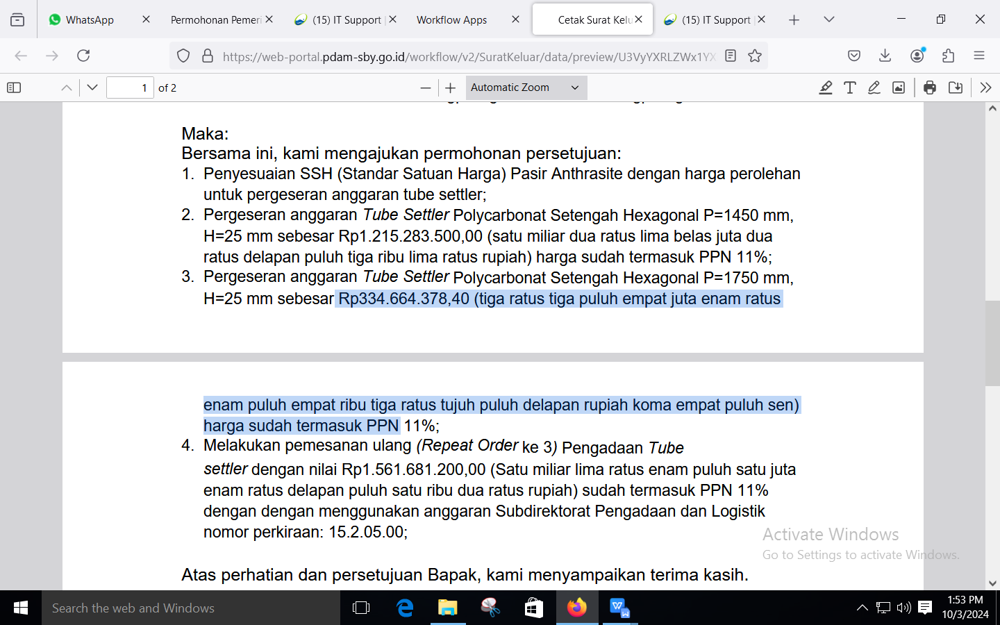 WhatsApp
Permohonan Pemeri
(15) IT Support |
Workflow Apps
Cetak Surat Kelu
(15) IT Support |
https://web-portal.pdam-sby.go.id/workflow/v2/SuratKeluar/data/preview/U3VyYXRLZWx1YX
1 of 2
Automatic Zoom
Maka:
Bersama ini, kami mengajukan permohonan persetujuan:
1. Penyesuaian SSH (Standar Satuan Harga) Pasir Anthrasite dengan harga perolehan
untuk pergeseran anggaran tube settler;
2. Pergeseran anggaran Tube Settler Polycarbonat Setengah Hexagonal P=1450 mm,
H=25 mm sebesar Rp1.215.283.500,00 (satu miliar dua ratus lima belas juta dua
ratus delapan puluh tiga ribu lima ratus rupiah) harga sudah termasuk PPN 11%;
3. Pergeseran anggaran Tube Settler Polycarbonat Setengah Hexagonal P=1750 mm,
H=25 mm sebesar Rp334.664.378,40 (tiga ratus tiga puluh empat juta enam ratus
enam puluh empat ribu tiga ratus tujuh puluh delapan rupiah koma empat puluh sen)
harga sudah termasuk PPN 11%;
4. Melakukan pemesanan ulang (Repeat Order ke 3) Pengadaan Tube
settler dengan nilai Rp1.561.681.200,00 (Satu miliar lima ratus enam puluh satu juta
enam ratus delapan puluh satu ribu dua ratus rupiah) sudah termasuk PPN 11%
dengan dengan menggunakan anggaran Subdirektorat Pengadaan dan Logistik
nomor perkiraan: 15.2.05.00;
Activate Windows
Go to Settings to activate Windows.
Atas perhatian dan persetujuan Bapak, kami menyampaikan terima kasih.
Search the web and Windows
1:53 PM
10/3/2024